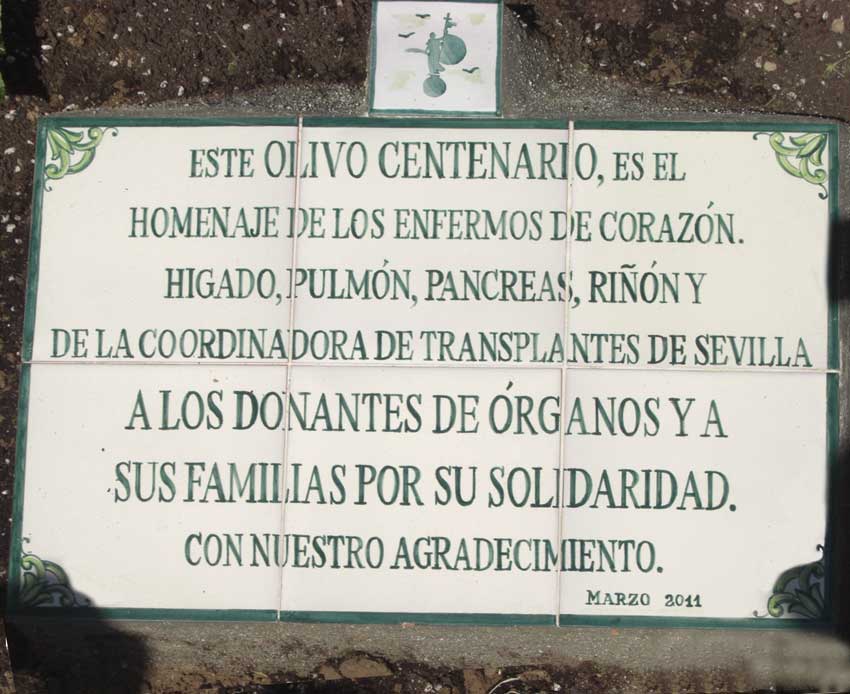 ESTE OLIVO CENTENARIO, ES EL
HOMENAJE DE LOS ENFERMOS DE CORAZÓN.
HIGADO, PULMÓN, PANCREAS, RIÑÓN Y
DE LA COORDINADORA DE TRANSPLANTES DE SEVILLA
A LOS DONANTES DE ÓRGANOS Y A
SUS FAMILIAS POR SU SOLIDARIDAD.
CON NUESTRO AGRADECIMIENTO.
MARZO 2011